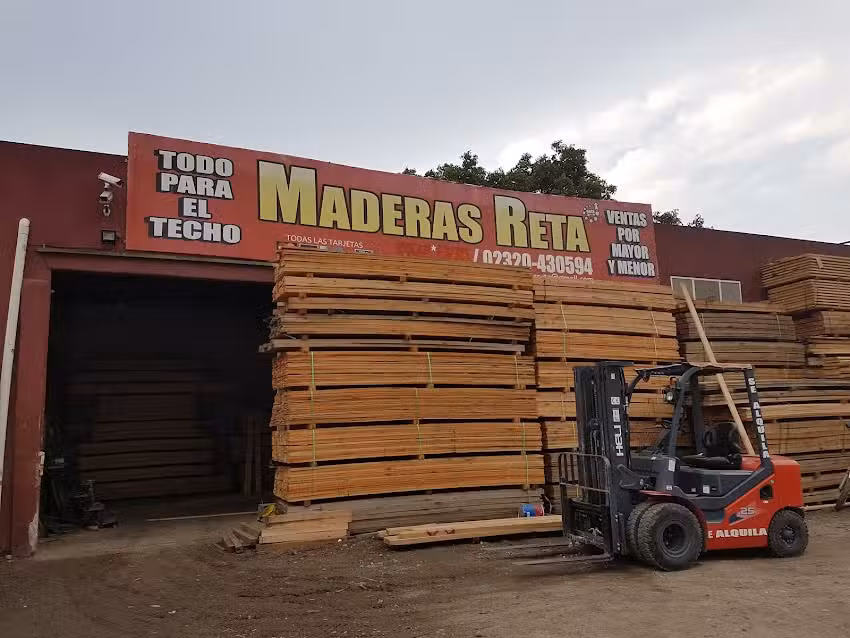 TODO
PARA
EL
TECHO
MADERAS RETA
TODAS LAS TARJETAS
/ 02320-430594
VENTAS
POR
MAYOR
Y MENOR
HELI
SE ALQUILA
25
SE ALQUILA